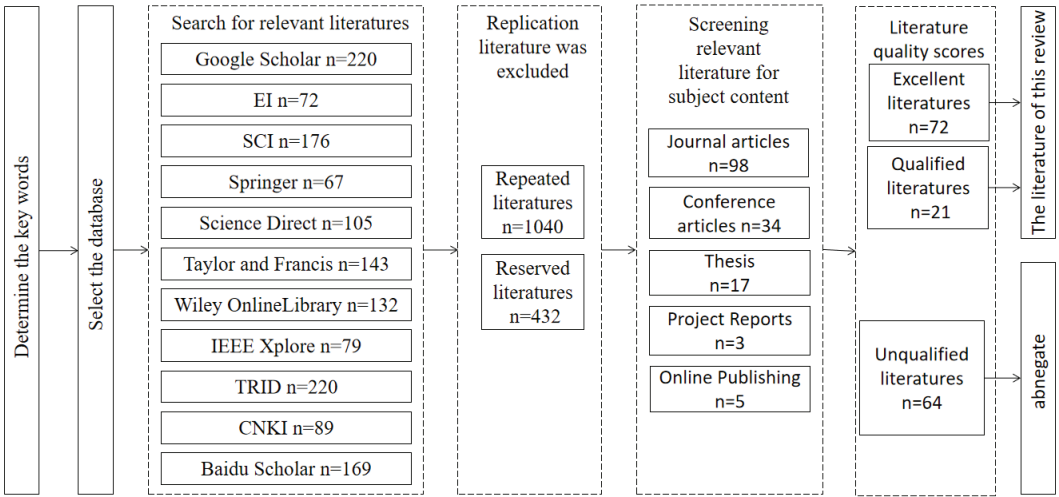 Determine the key words
Select the database
Search for relevant literatures
Google Scholar n=220
EI n=72
SCI n=176
Springer n=67
Science Direct n=105
Taylor and Francis n=143
Wiley OnlineLibrary n=132
IEEE Xplore n=79
TRID n=220
CNKI n=89
Baidu Scholar n=169
Replication
literature was
excluded
Repeated
literatures
n=1040
Reserved
literatures
n=432
Screening
relevant
literature for
subject content
Journal articles
n=98
Conference
articles n=34
Thesis
n=17
Project Reports
n=3
Online Publishing
n=5
Literature
quality scores
Excellent
literatures
n=72
Qualified
literatures
n=21
Unqualified
literatures
n=64
The literature of this review
abnegate